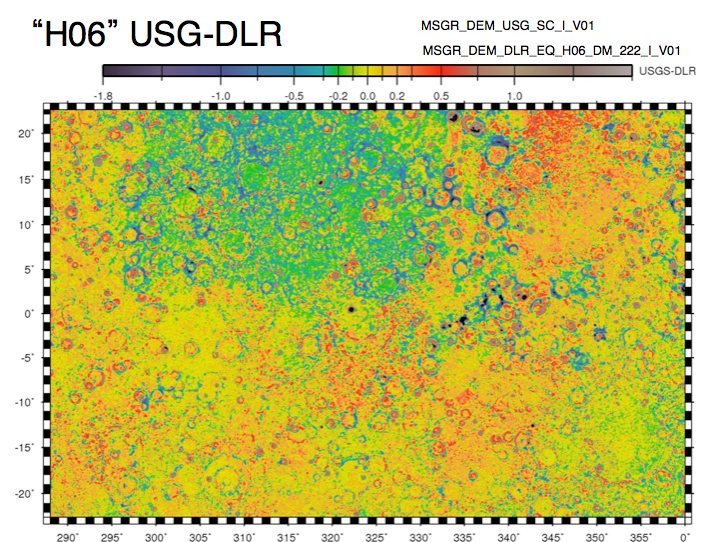 “H06” USG-DLR
MSGR_DEM_USG_SC_I_V01
MSGR_DEM_DLR_EQ_H06_DM_222_I_V01
USGS-DLR
-1.8 -1.0 -0.5 -0.2 0.0 0.2 0.5 1.0
20°
15°
10°
5°
0°
-5°
-10°
-15°
-20°
290° 295° 300° 305° 310° 315° 320° 325° 330° 335° 340° 345° 350° 355° 0°